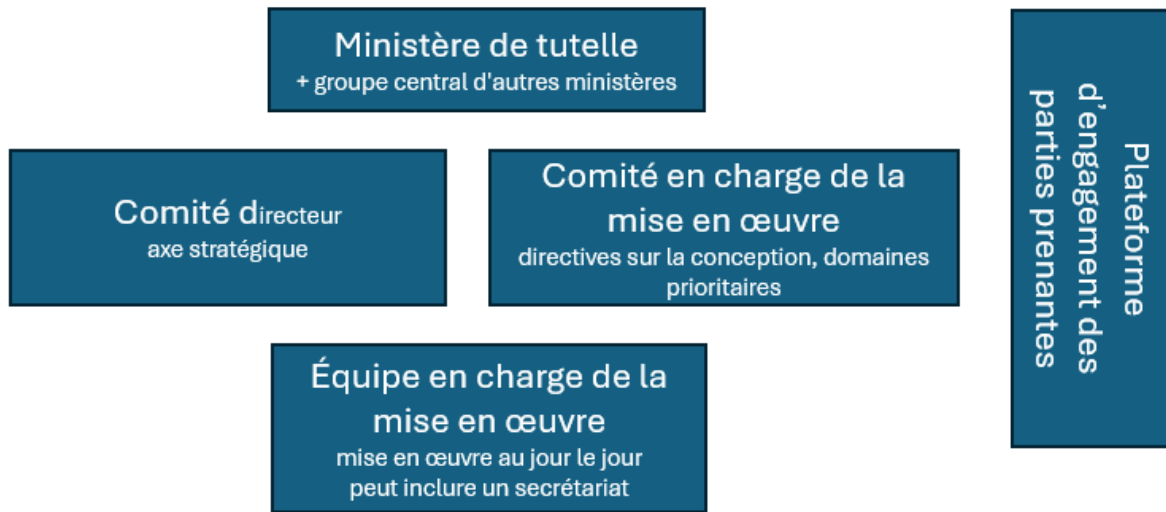 Ministère de tutelle
+ groupe central d'autres ministères
Comité directeur
axe stratégique
Comité en charge de la
mise en œuvre
directives sur la conception, domaines
prioritaires
Équipe en charge de la
mise en œuvre
mise en œuvre au jour le jour
peut inclure un secrétariat
Plateforme
d’engagement des
parties prenantes